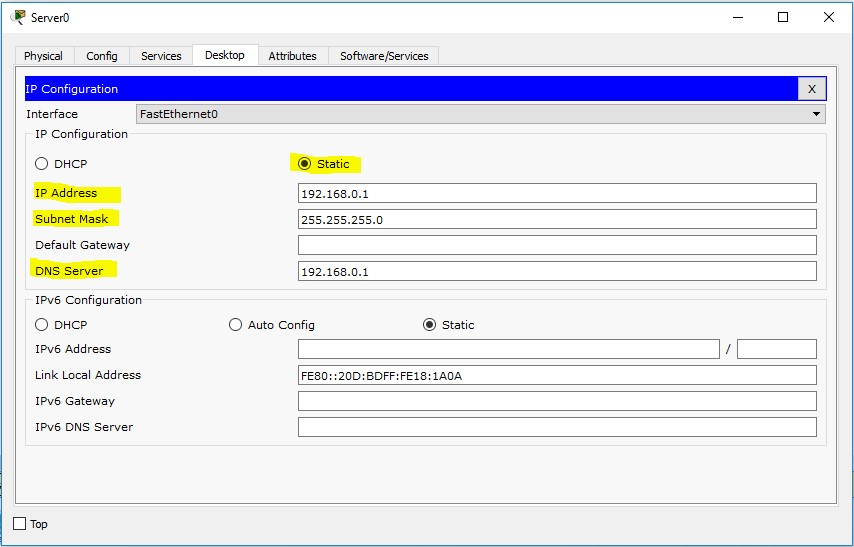 Server0
Physical Config Services Desktop Attributes Software/Services
IP Configuration X
Interface FastEthernet0
IP Configuration
DHCP Static
IP Address 192.168.0.1
Subnet Mask 255.255.255.0
Default Gateway
DNS Server 192.168.0.1
IPv6 Configuration
DHCP Auto Config Static
IPv6 Address /
Link Local Address FE80::20D:BDFF:FE18:1A0A
IPv6 Gateway
IPv6 DNS Server
Top